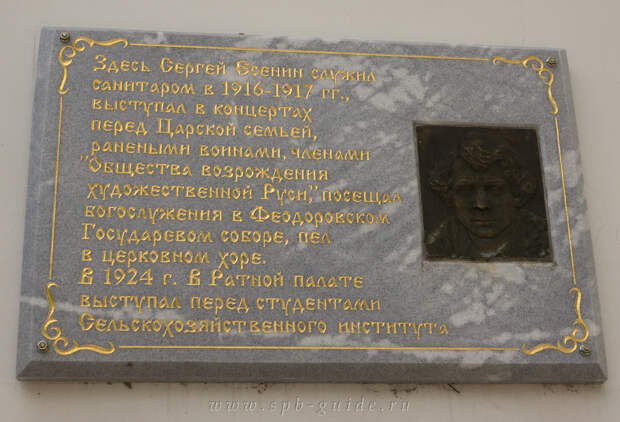 Здесь Сергей Есенин служил
санитаром в 1916-1917 гг.,
выступал в концертах
перед Царской семьей,
ранеными воинами, членами
"Общества возрождения
художественной Руси," посещал
богослужения в Феодоровском
Государевом соборе, пел
в церковном хоре.
В 1924 г. в Ратной палате
выступал перед студентами
Сельскохозяйственного института
www.spb-guide.ru